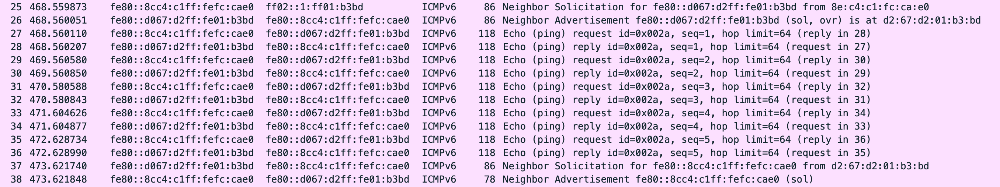 25 468.559873 fe80::8cc4:c1ff:fefc:cae0 ff02::1:ff01:b3bd ICMPv6 86 Neighbor Solicitation for fe80::d067:d2ff:fe01:b3bd from 8e:c4:c1:fc:ca:e0
26 468.560051 fe80::d067:d2ff:fe01:b3bd fe80::8cc4:c1ff:fefc:cae0 ICMPv6 86 Neighbor Advertisement fe80::d067:d2ff:fe01:b3bd (sol, ovr) is at d2:67:d2:01:b3:bd
27 468.560110 fe80::8cc4:c1ff:fefc:cae0 fe80::d067:d2ff:fe01:b3bd ICMPv6 118 Echo (ping) request id=0x002a, seq=1, hop limit=64 (reply in 28)
28 468.560207 fe80::d067:d2ff:fe01:b3bd fe80::8cc4:c1ff:fefc:cae0 ICMPv6 118 Echo (ping) reply id=0x002a, seq=1, hop limit=64 (request in 27)
29 469.560580 fe80::8cc4:c1ff:fefc:cae0 fe80::d067:d2ff:fe01:b3bd ICMPv6 118 Echo (ping) request id=0x002a, seq=2, hop limit=64 (reply in 30)
30 469.560850 fe80::d067:d2ff:fe01:b3bd fe80::8cc4:c1ff:fefc:cae0 ICMPv6 118 Echo (ping) reply id=0x002a, seq=2, hop limit=64 (request in 29)
31 470.580588 fe80::8cc4:c1ff:fefc:cae0 fe80::d067:d2ff:fe01:b3bd ICMPv6 118 Echo (ping) request id=0x002a, seq=3, hop limit=64 (reply in 32)
32 470.580843 fe80::d067:d2ff:fe01:b3bd fe80::8cc4:c1ff:fefc:cae0 ICMPv6 118 Echo (ping) reply id=0x002a, seq=3, hop limit=64 (request in 31)
33 471.604626 fe80::8cc4:c1ff:fefc:cae0 fe80::d067:d2ff:fe01:b3bd ICMPv6 118 Echo (ping) request id=0x002a, seq=4, hop limit=64 (reply in 34)
34 471.604877 fe80::d067:d2ff:fe01:b3bd fe80::8cc4:c1ff:fefc:cae0 ICMPv6 118 Echo (ping) reply id=0x002a, seq=4, hop limit=64 (request in 33)
35 472.628734 fe80::8cc4:c1ff:fefc:cae0 fe80::d067:d2ff:fe01:b3bd ICMPv6 118 Echo (ping) request id=0x002a, seq=5, hop limit=64 (reply in 36)
36 472.628990 fe80::d067:d2ff:fe01:b3bd fe80::8cc4:c1ff:fefc:cae0 ICMPv6 118 Echo (ping) reply id=0x002a, seq=5, hop limit=64 (request in 35)
37 473.621740 fe80::d067:d2ff:fe01:b3bd fe80::8cc4:c1ff:fefc:cae0 ICMPv6 86 Neighbor Solicitation for fe80::8cc4:c1ff:fefc:cae0 from d2:67:d2:01:b3:bd
38 473.621848 fe80::8cc4:c1ff:fefc:cae0 fe80::d067:d2ff:fe01:b3bd ICMPv6 78 Neighbor Advertisement fe80::8cc4:c1ff:fefc:cae0 (sol)